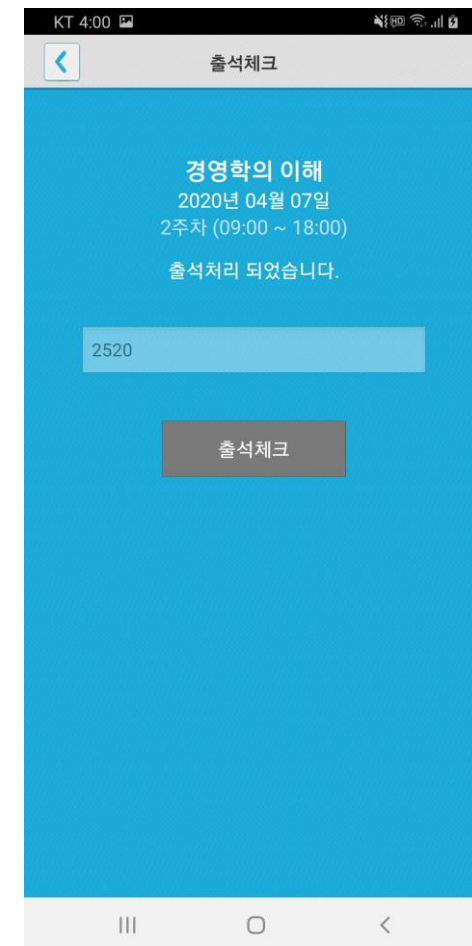 KT 4:00
출석체크
경영학의 이해
2020년 04월 07일
2주차 (09:00 ~ 18:00)
출석처리 되었습니다.
2520
출석체크